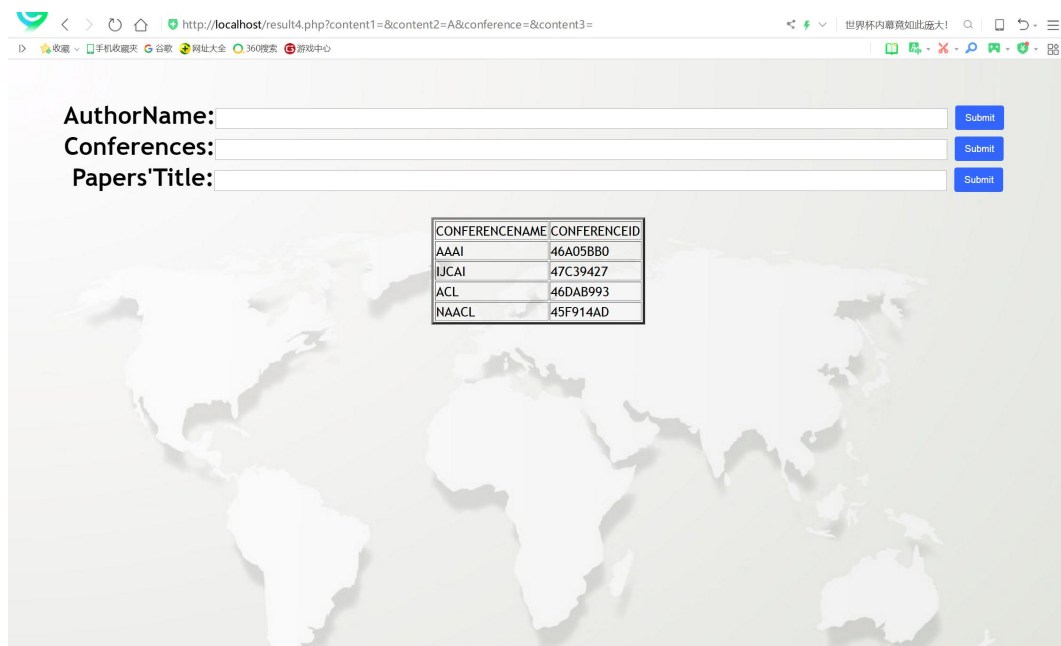 http://localhost/result4.php?content1=&content2=A&conference=&content3= 世界杯内幕竟如此庞大!
收藏 手机收藏夹 谷歌 网址大全 360搜索 游戏中心
AuthorName: Submit
Conferences: Submit
Papers'Title: Submit
CONFERENCENAME CONFERENCEID
AAAI 46A05BB0
IJCAI 47C39427
ACL 46DAB993
NAACL 45F914AD